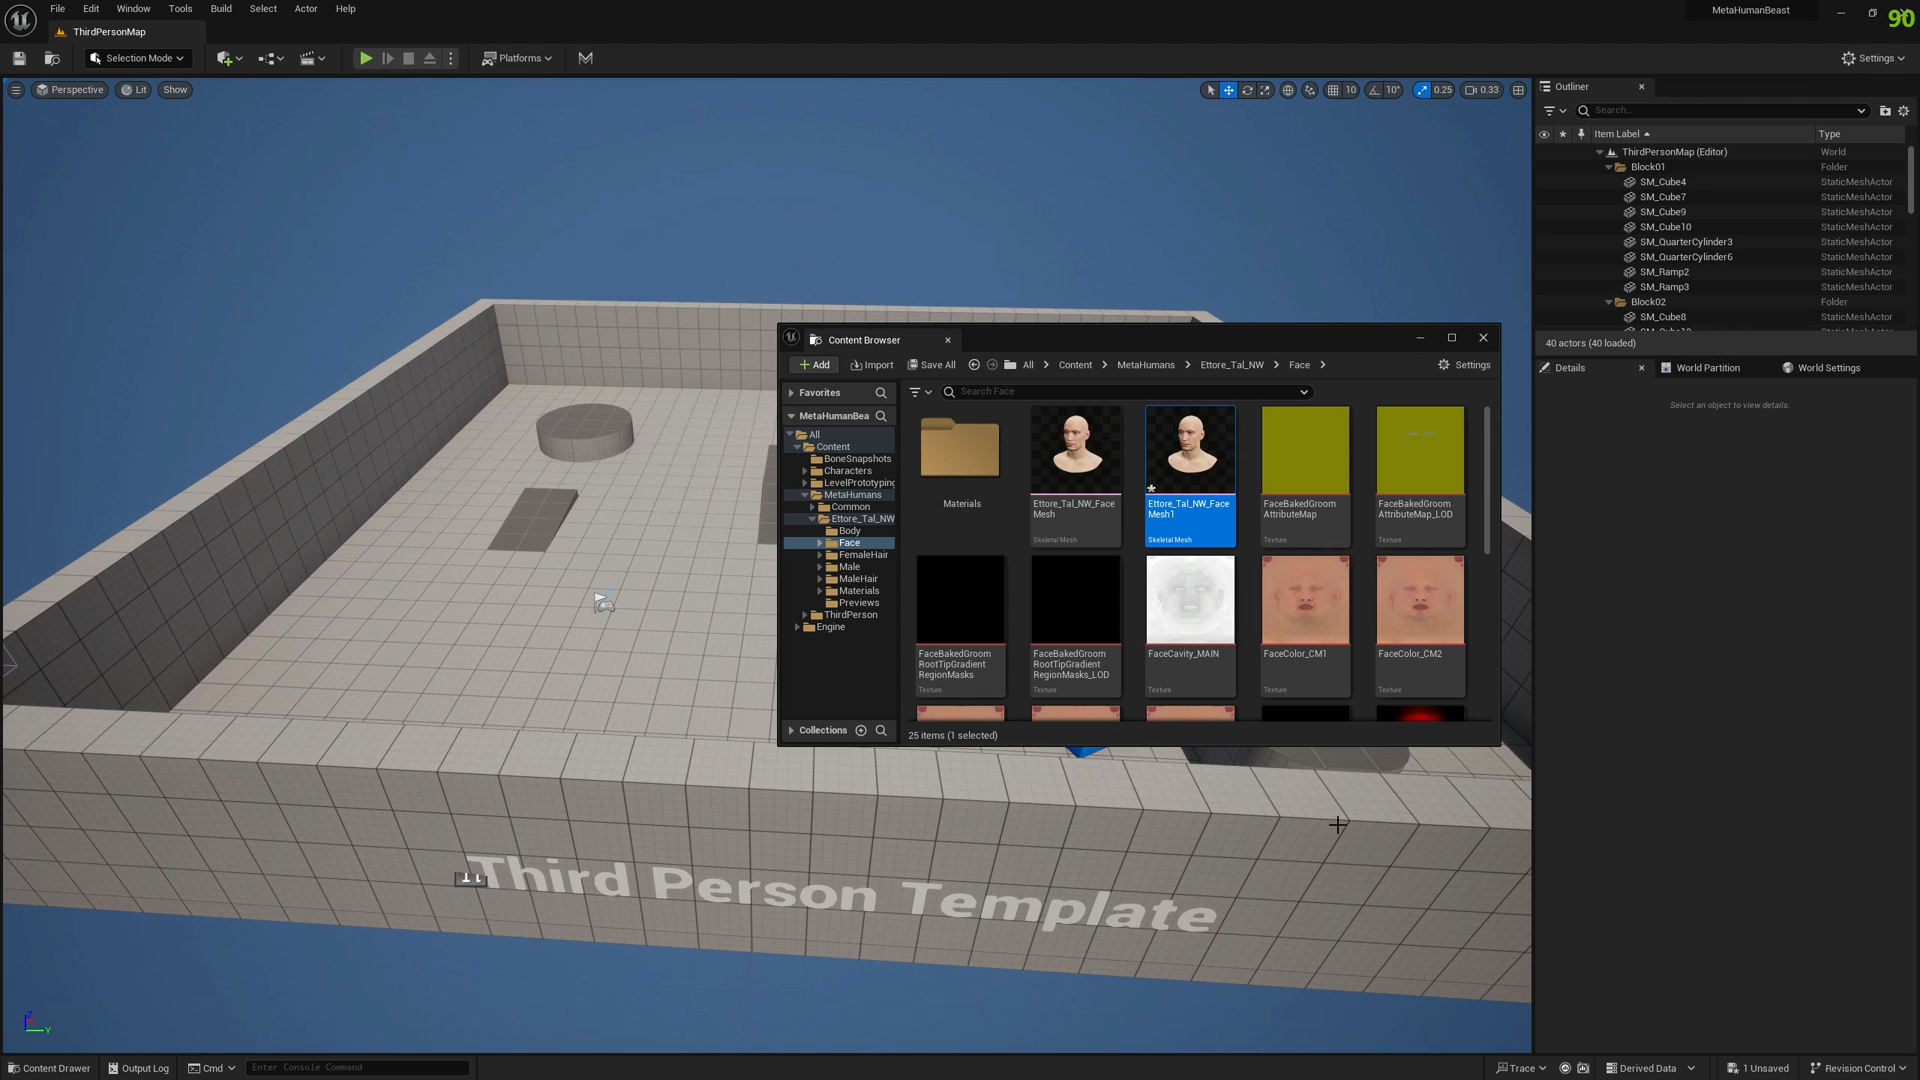 File Edit Window Tools Build Select Actor Help
MetaHumanBeast
90
ThirdPersonMap
Selection Mode
Platforms
Settings
Perspective
Lit
Show
10
10°
0.25
0.33
Outliner
Search...
Item Label
Type
ThirdPersonMap (Editor) World
Block01 Folder
SM_Cube4 StaticMeshActor
SM_Cube7 StaticMeshActor
SM_Cube9 StaticMeshActor
SM_Cube10 StaticMeshActor
SM_QuarterCylinder3 StaticMeshActor
SM_QuarterCylinder6 StaticMeshActor
SM_Ramp2 StaticMeshActor
SM_Ramp3 StaticMeshActor
Block02 Folder
SM_Cube8 StaticMeshActor
40 actors (40 loaded)
Details
World Partition
World Settings
Select an object to view details.
Content Browser
Add
Import
Save All
All
Content
MetaHumans
Ettore_Tal_NW
Face
Settings
Favorites
Search Face
MetaHumanBea
All
Content
BoneSnapshots
Characters
LevelPrototyping
MetaHumans
Common
Ettore_Tal_NW
Body
Face
FemaleHair
Male
MaleHair
Materials
Previews
ThirdPerson
Engine
Collections
Materials
Ettore_Tal_NW_Face
Mesh
Skeletal Mesh
Ettore_Tal_NW_Face
Mesh1
Skeletal Mesh
FaceBakedGroom
AttributeMap
Texture
FaceBakedGroom
AttributeMap_LOD
Texture
FaceBakedGroom
RootTipGradient
RegionMasks
Texture
FaceBakedGroom
RootTipGradient
RegionMasks_LOD
Texture
FaceCavity_MAIN
Texture
FaceColor_CM1
Texture
FaceColor_CM2
Texture
25 items (1 selected)
Third Person Template
Z
Y
Content Drawer
Output Log
Cmd
Enter Console Command
Trace
Derived Data
1 Unsaved
Revision Control